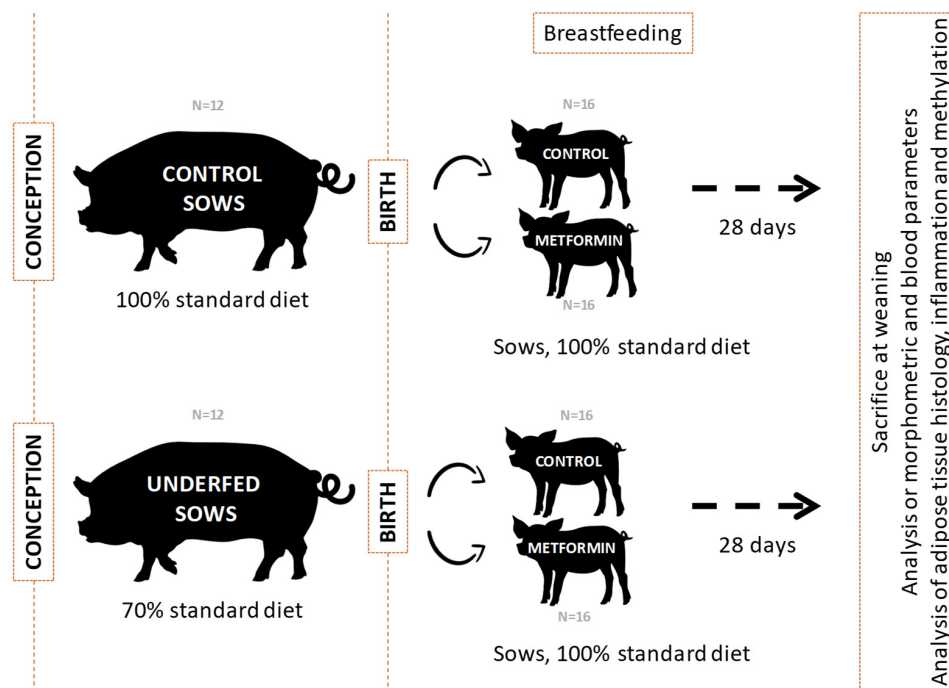 Breastfeeding
CONCEPTION
N=12
CONTROL
SOWS
100% standard diet
BIRTH
N=16
CONTROL
METFORMIN
N=16
28 days
Sows, 100% standard diet
CONCEPTION
N=12
UNDERFED
SOWS
70% standard diet
BIRTH
N=16
CONTROL
METFORMIN
N=16
28 days
Sows, 100% standard diet
Sacrifice at weaning
Analysis or morphometric and blood parameters
Analysis of adipose tissue histology, inflammation and methylation